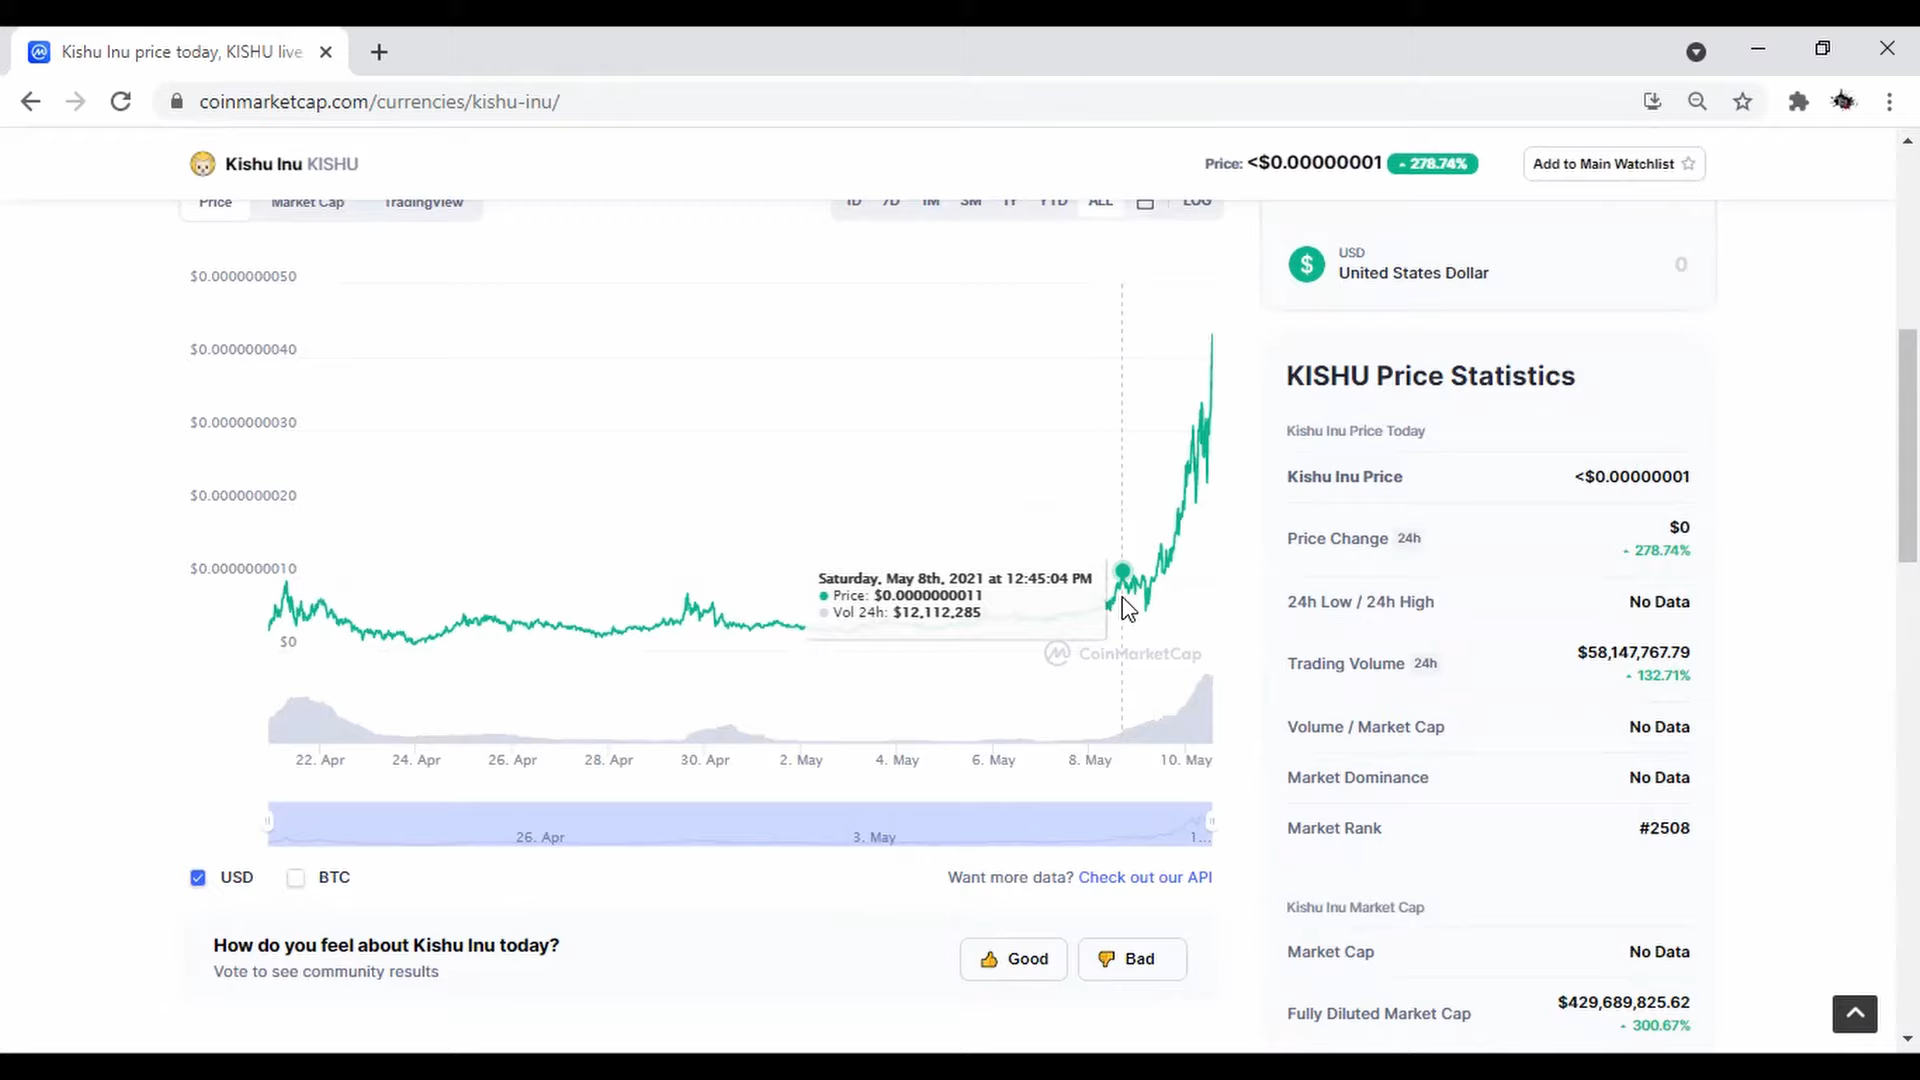 Kishu Inu price today, KISHU live
coinmarketcap.com/currencies/kishu-inu/
Kishu Inu KISHU
Price: <$0.00000001 278.74%
Add to Main Watchlist
Price Market Cap TradingView
1D 7D 1M 3M 1Y YTD ALL LOG
USD
United States Dollar
0
$0.0000000050
$0.0000000040
$0.0000000030
$0.0000000020
$0.0000000010
$0
Saturday, May 8th, 2021 at 12:45:04 PM
Price: $0.0000000011
Vol 24h: $12,112,285
CoinMarketCap
22. Apr 24. Apr 26. Apr 28. Apr 30. Apr 2. May 4. May 6. May 8. May 10. May
26. Apr 3. May 1...
USD BTC
Want more data? Check out our API
How do you feel about Kishu Inu today?
Vote to see community results
Good Bad
KISHU Price Statistics
Kishu Inu Price Today
Kishu Inu Price <$0.00000001
Price Change 24h $0
278.74%
24h Low / 24h High No Data
Trading Volume 24h $58,147,767.79
132.71%
Volume / Market Cap No Data
Market Dominance No Data
Market Rank #2508
Kishu Inu Market Cap
Market Cap No Data
Fully Diluted Market Cap $429,689,825.62
300.67%